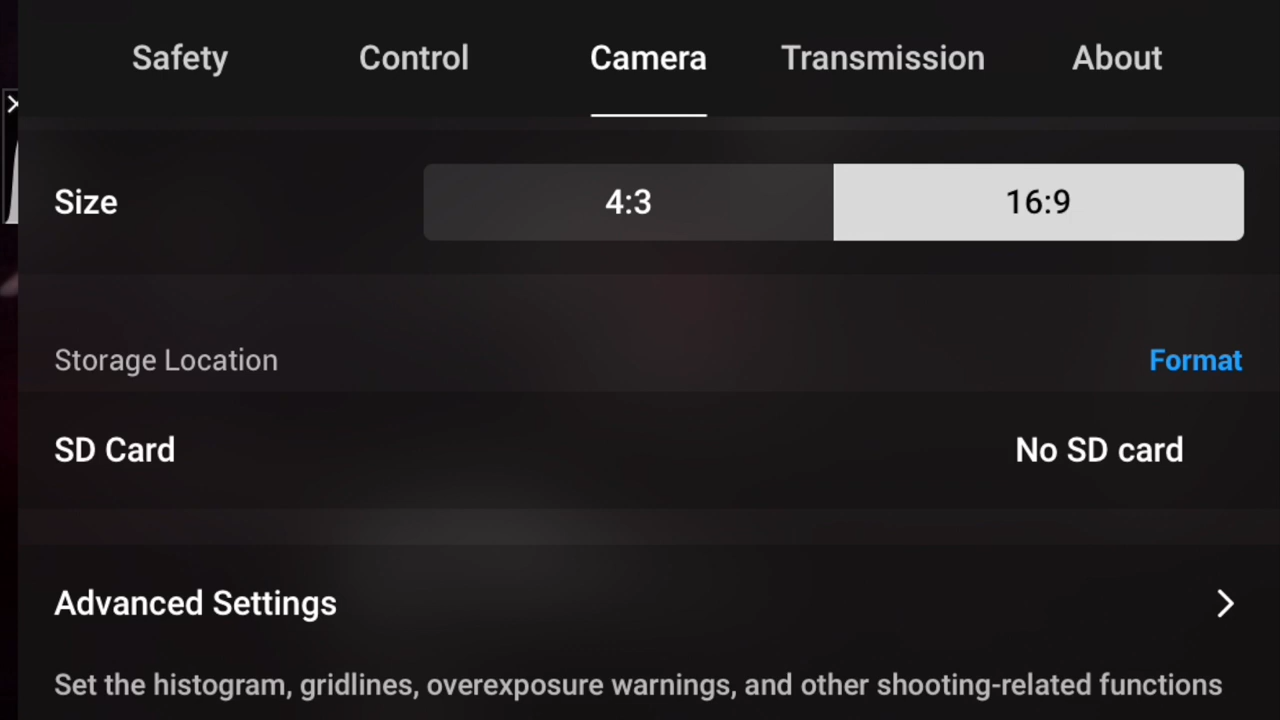 Safety Control Camera Transmission About
Size 4:3 16:9
Storage Location Format
SD Card No SD card
Advanced Settings
Set the histogram, gridlines, overexposure warnings, and other shooting-related functions